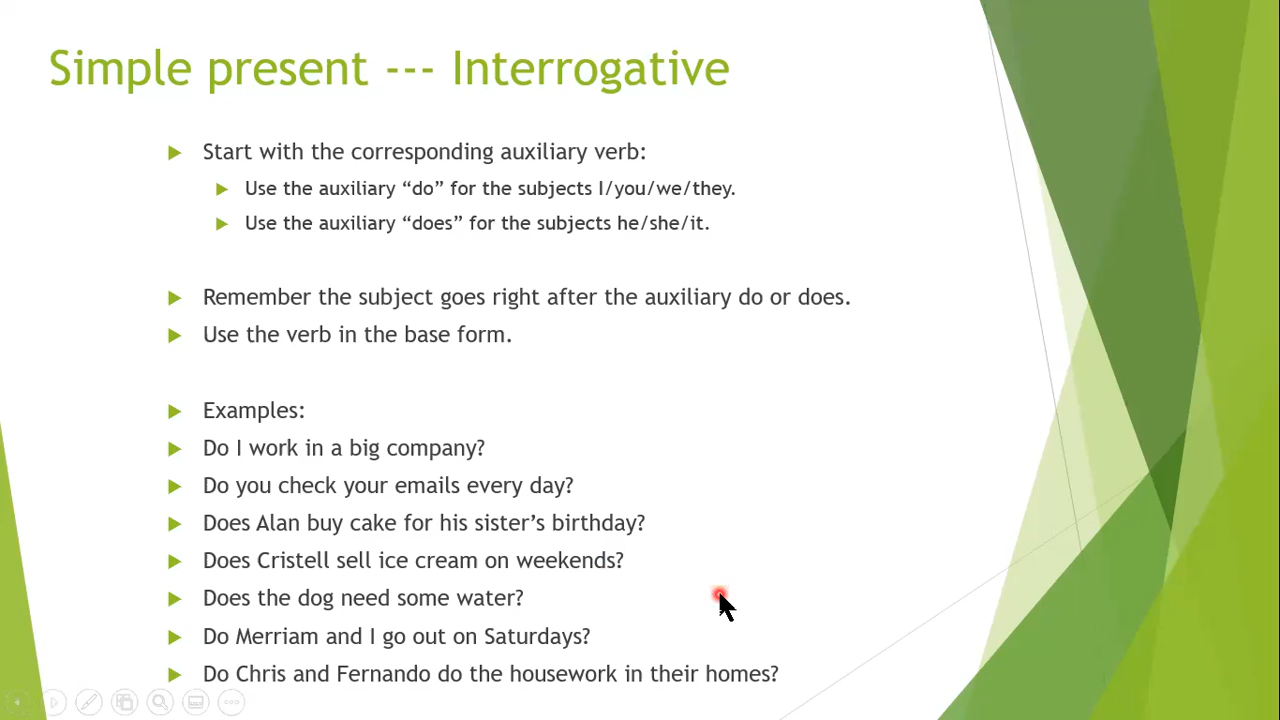 Simple present --- Interrogative
Start with the corresponding auxiliary verb:
Use the auxiliary “do” for the subjects I/you/we/they.
Use the auxiliary “does” for the subjects he/she/it.
Remember the subject goes right after the auxiliary do or does.
Use the verb in the base form.
Examples:
Do I work in a big company?
Do you check your emails every day?
Does Alan buy cake for his sister’s birthday?
Does Cristell sell ice cream on weekends?
Does the dog need some water?
Do Merriam and I go out on Saturdays?
Do Chris and Fernando do the housework in their homes?